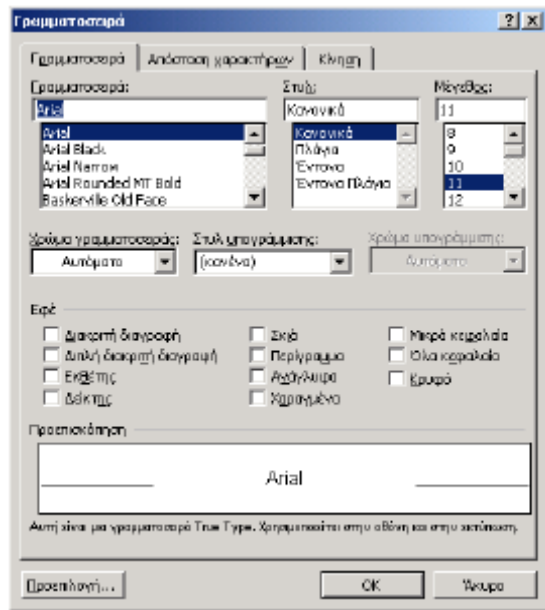 Γραμματοσειρά
Γραμματοσειρά Απόσταση χαρακτήρων Κίνηση
Γραμματοσειρά: Στυλ: Μέγεθος:
Arial Κανονικά 11
Arial Κανονικά 8
Arial Black Πλάγια 9
Arial Narrow Έντονα 10
Arial Rounded MT Bold Έντονα Πλάγια 11
Baskerville Old Face 12
Χρώμα γραμματοσειράς: Στυλ υπογράμμισης: Χρώμα υπογράμμισης:
Αυτόματο (κανένα) Αυτόματο
Εφέ
Διακριτή διαγραφή Σκιά Μικρά κεφαλαία
Διπλή διακριτή διαγραφή Περίγραμμα Όλα κεφαλαία
Εκθέτης Ανάγλυφα Κρυφό
Δείκτης Χαραγμένα
Προεπισκόπηση
Arial
Αυτή είναι μια γραμματοσειρά True Type. Χρησιμοποιείται στην οθόνη και στην εκτύπωση.
Προεπιλογή... OK Άκυρο